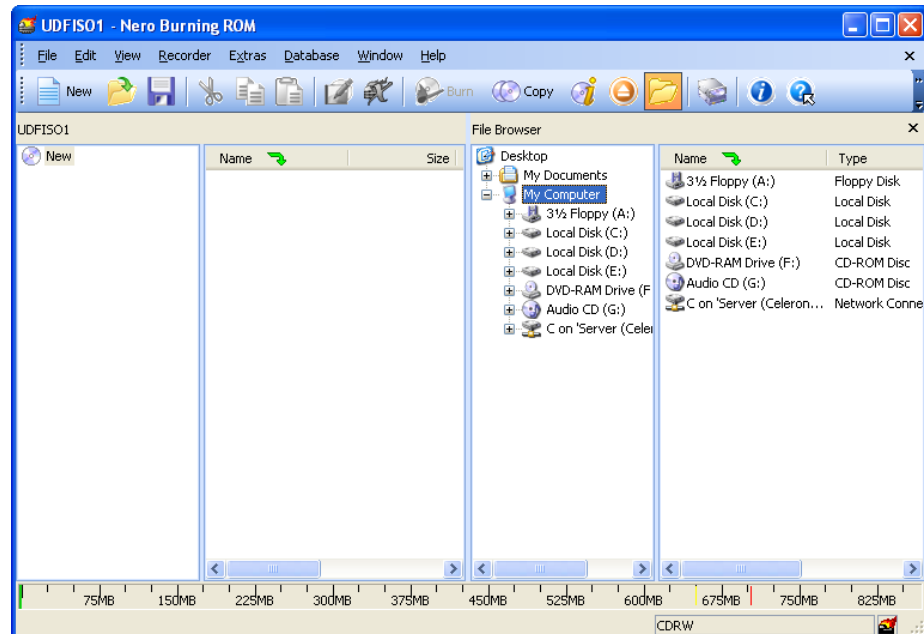 UDFISO1 - Nero Burning ROM
File Edit View Recorder Extras Database Window Help
New Burn Copy
UDFISO1
File Browser
New
Name Size
Desktop
My Documents
My Computer
3½ Floppy (A:)
Local Disk (C:)
Local Disk (D:)
Local Disk (E:)
DVD-RAM Drive (F
Audio CD (G:)
C on 'Server (Celer
Name Type
3½ Floppy (A:) Floppy Disk
Local Disk (C:) Local Disk
Local Disk (D:) Local Disk
Local Disk (E:) Local Disk
DVD-RAM Drive (F:) CD-ROM Disc
Audio CD (G:) CD-ROM Disc
C on 'Server (Celeron... Network Conne
75MB 150MB 225MB 300MB 375MB 450MB 525MB 600MB 675MB 750MB 825MB
CDRW